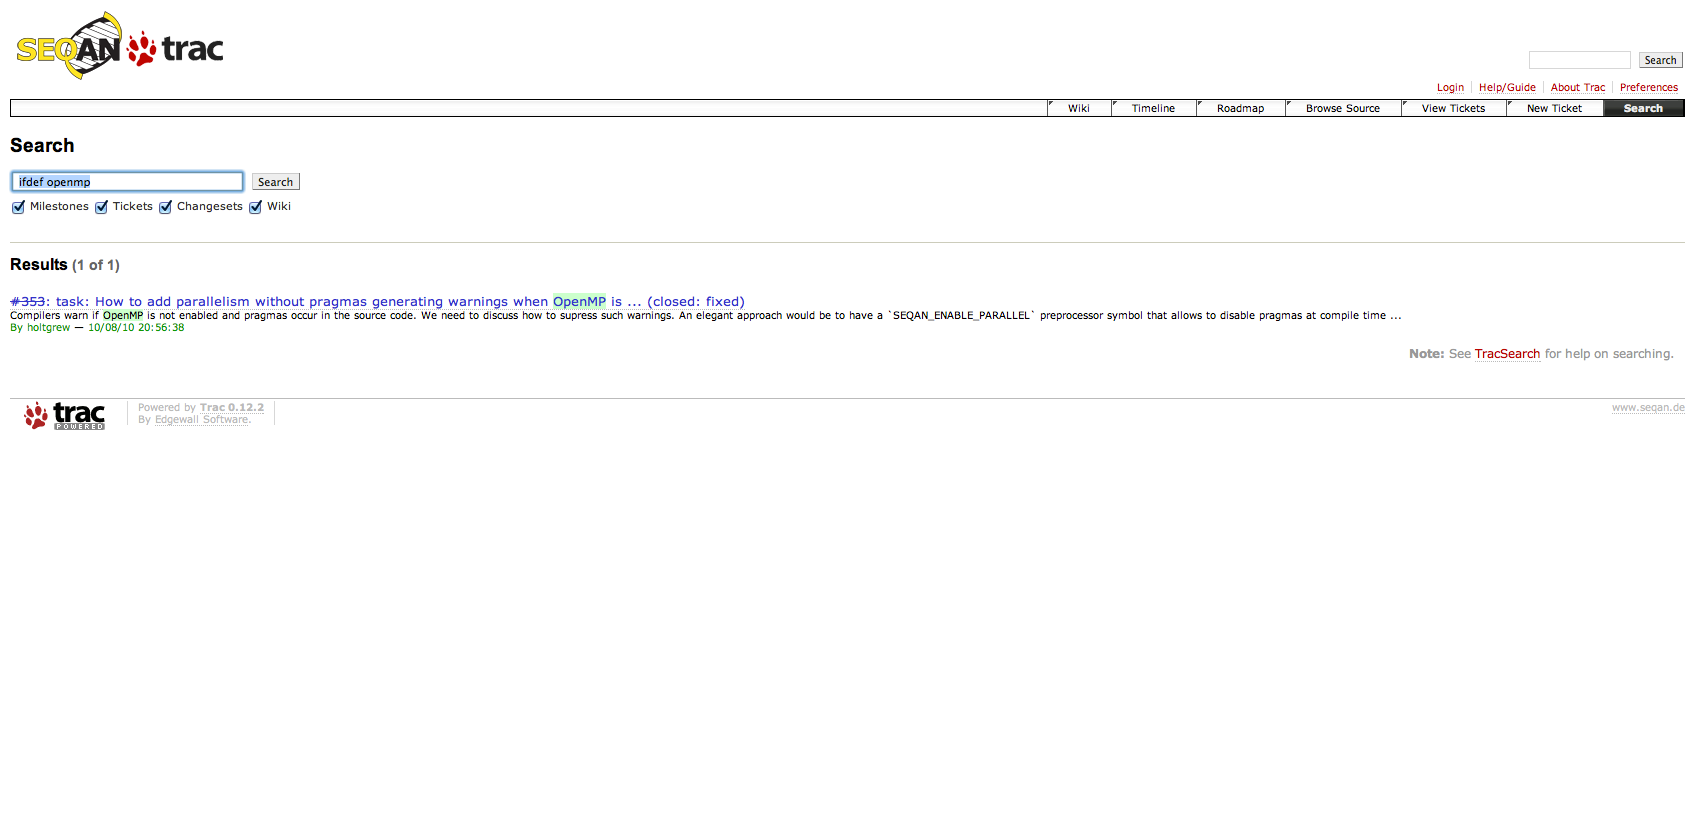 SEQAN trac
Search
Login Help/Guide About Trac Preferences
Wiki Timeline Roadmap Browse Source View Tickets New Ticket Search
Search
ifdef openmp Search
Milestones Tickets Changesets Wiki
Results (1 of 1)
#353: task: How to add parallelism without pragmas generating warnings when OpenMP is ... (closed: fixed)
Compilers warn if OpenMP is not enabled and pragmas occur in the source code. We need to discuss how to supress such warnings. An elegant approach would be to have a `SEQAN_ENABLE_PARALLEL` preprocessor symbol that allows to disable pragmas at compile time ...
By holtgrew — 10/08/10 20:56:38
Note: See TracSearch for help on searching.
trac POWERED
Powered by Trac 0.12.2
By Edgewall Software.
www.seqan.de